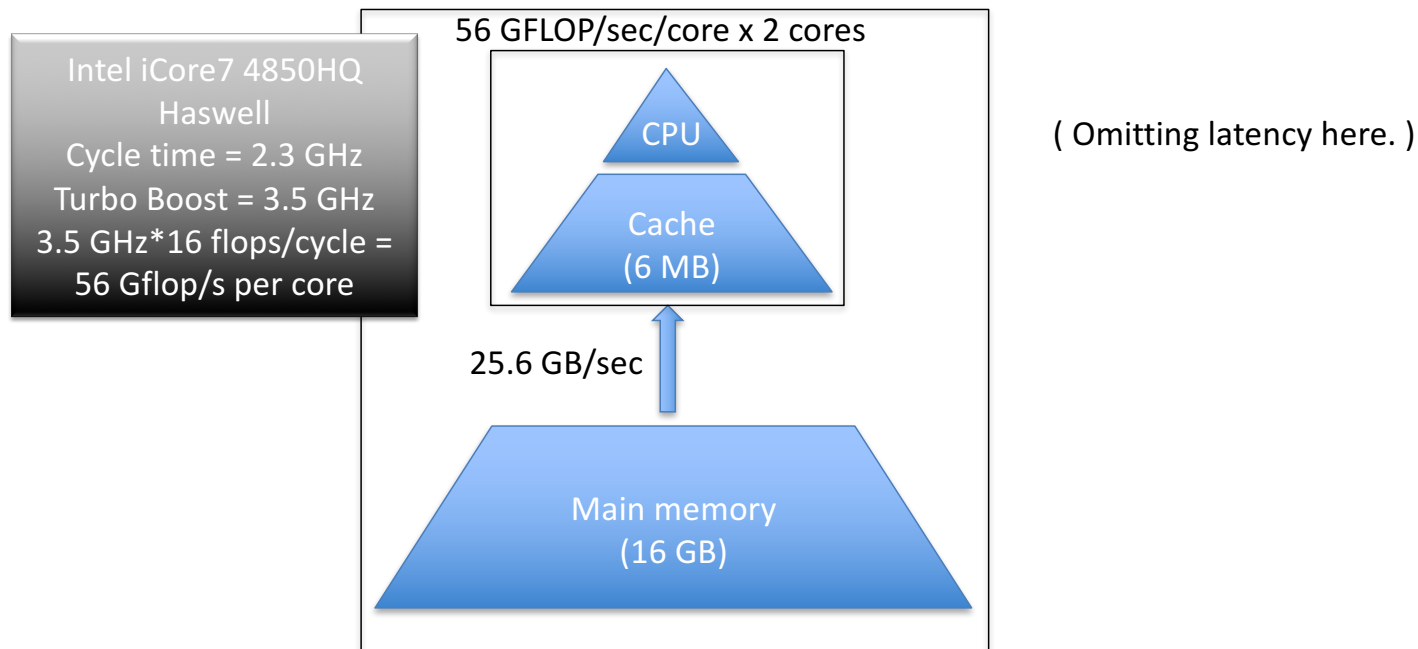 56 GFLOP/sec/core x 2 cores
Intel iCore7 4850HQ
Haswell
Cycle time = 2.3 GHz
Turbo Boost = 3.5 GHz
3.5 GHz*16 flops/cycle =
56 Gflop/s per core
CPU
( Omitting latency here. )
Cache
(6 MB)
25.6 GB/sec
Main memory
(16 GB)